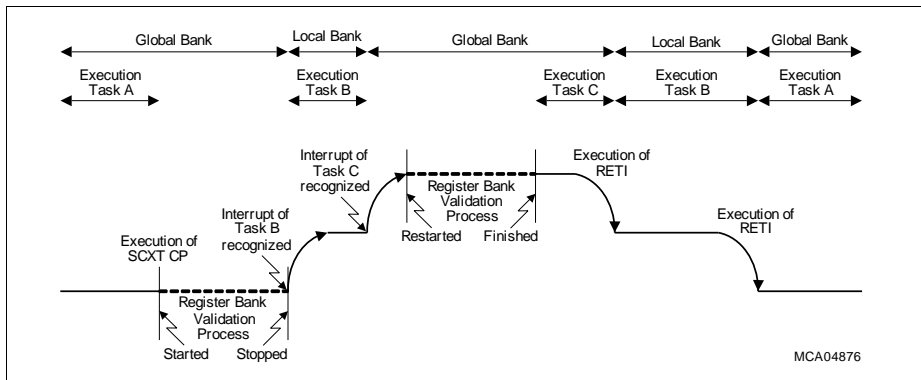 Global Bank
Local Bank
Global Bank
Local Bank
Global Bank
Execution
Task A
Execution
Task B
Execution
Task C
Execution
Task B
Execution
Task A
Interrupt of
Task C
recognized
Execution of
RETI
Register Bank
Validation
Process
Interrupt of
Task B
recognized
Restarted
Finished
Execution of
RETI
Execution of
SCXT CP
Register Bank
Validation
Process
Started
Stopped
MCA04876